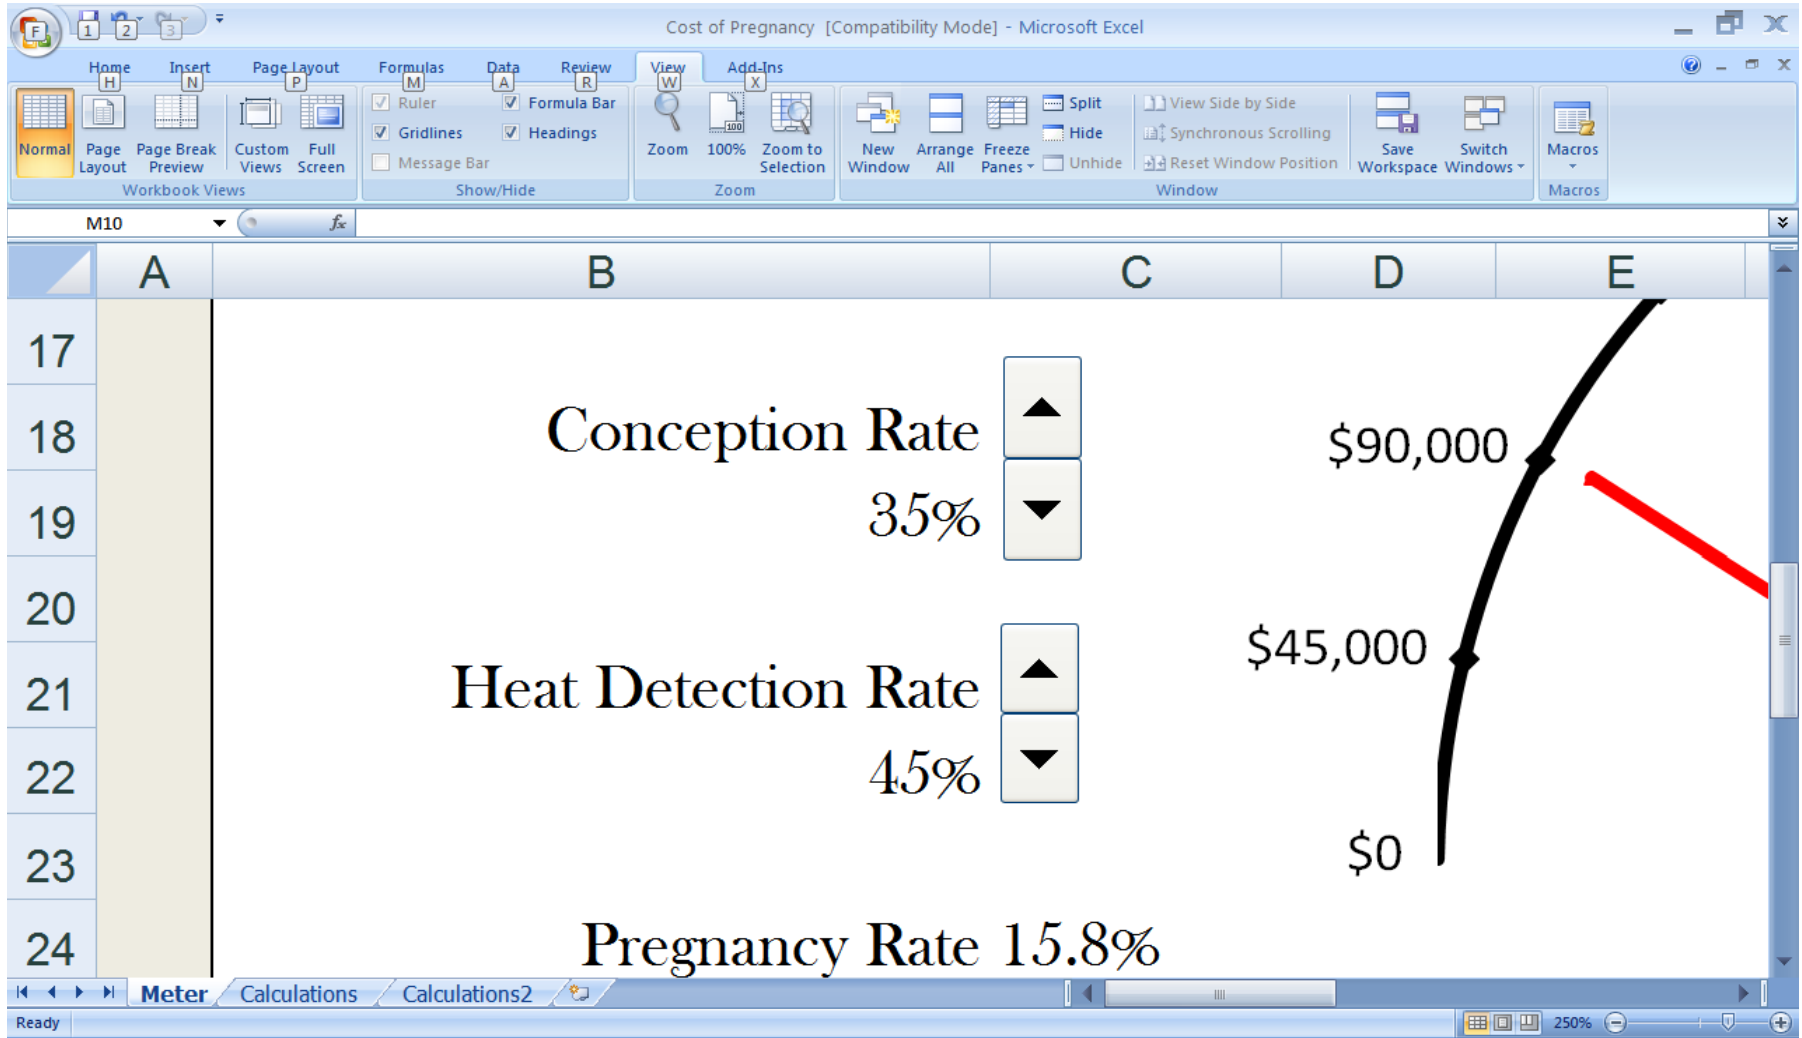 F 1 2 3
Cost of Pregnancy [Compatibility Mode] - Microsoft Excel
Home Insert Page Layout Formulas Data Review View Add-Ins
H N P M A R W X
Normal
Page Layout
Page Break Preview
Custom Views
Full Screen
Workbook Views
Ruler
Formula Bar
Gridlines
Headings
Message Bar
Show/Hide
Zoom
100
100%
Zoom to Selection
Zoom
New Window
Arrange All
Freeze Panes
Split
Hide
Unhide
View Side by Side
Synchronous Scrolling
Reset Window Position
Save Workspace
Switch Windows
Window
Macros
Macros
M10 fx
A B C D E
17
18 Conception Rate $90,000
19 35%
20
21 Heat Detection Rate $45,000
22 45%
23 $0
24 Pregnancy Rate 15.8%
Meter Calculations Calculations2
Ready 250%